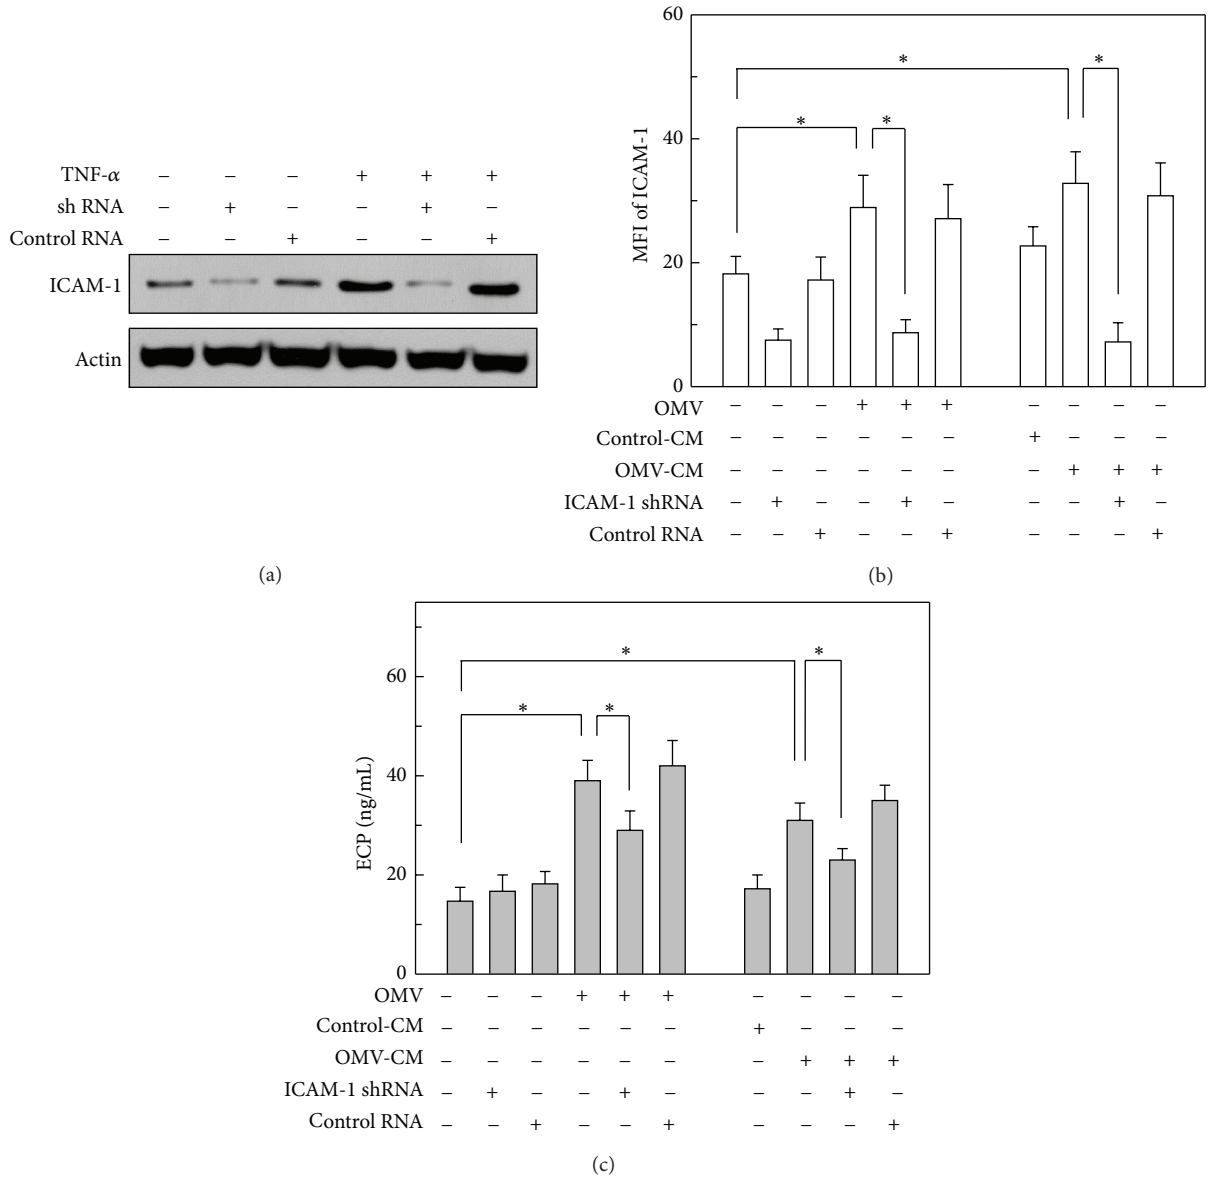 TNF-α – – – + + +
sh RNA – + – – + –
Control RNA – – + – – +
ICAM-1
Actin
(a)
60
40
20
0
MFI of ICAM-1
* * * *
OMV – – – + + + – – – –
Control-CM – – – – – – + – – –
OMV-CM – – – – – – – + + +
ICAM-1 shRNA – + – – + – – – + –
Control RNA – – + – – + – – – +
(b)
60
40
20
0
ECP (ng/mL)
* * * *
OMV – – – + + + – – – –
Control-CM – – – – – – + – – –
OMV-CM – – – – – – – + + +
ICAM-1 shRNA – + – – + – – – + –
Control RNA – – + – – + – – – +
(c)